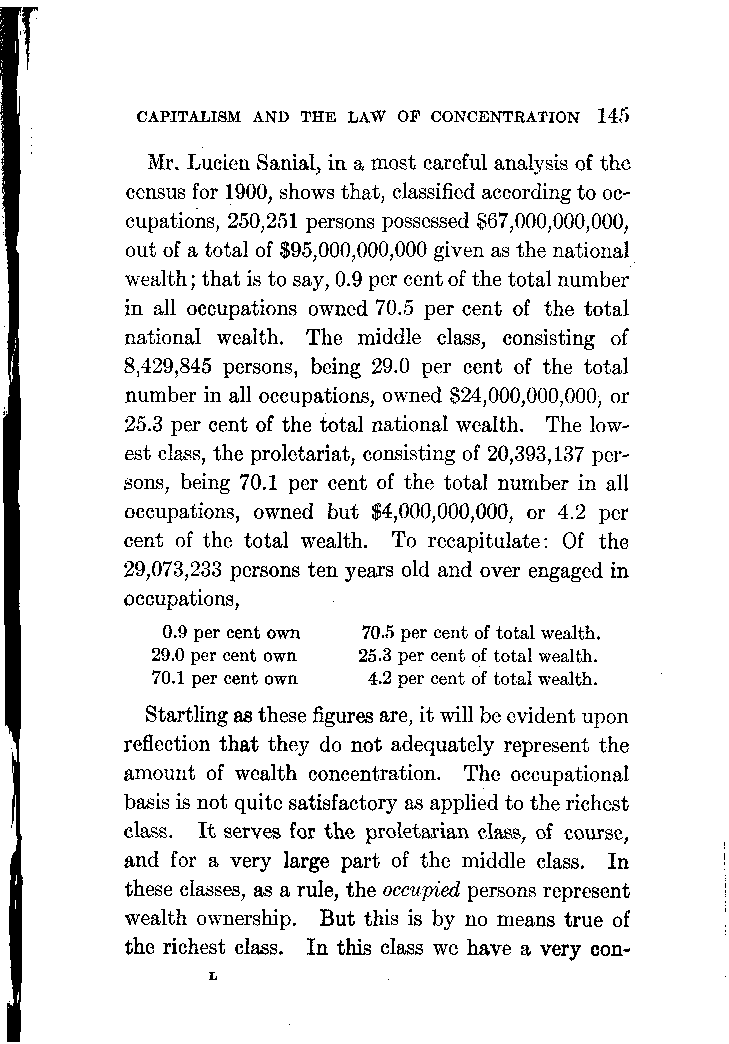 CAPITALISM AND THE LAW OF CONCENTRATION 145
Mr. Lucien Sanial, in a most careful analysis of the
census for 1900, shows that, classified according to oc-
cupations, 250,251 persons possessed $67,000,000,000,
out of a total of $95,000,000,000 given as the national
wealth; that is to say, 0.9 per cent of the total number
in all occupations owned 70.5 per cent of the total
national wealth. The middle class, consisting of
8,429,845 persons, being 29.0 per cent of the total
number in all occupations, owned $24,000,000,000, or
25.3 per cent of the total national wealth. The low-
est class, the proletariat, consisting of 20,393,137 per-
sons, being 70.1 per cent of the total number in all
occupations, owned but $4,000,000,000, or 4.2 per
cent of the total wealth. To recapitulate: Of the
29,073,233 persons ten years old and over engaged in
occupations,
0.9 per cent own 70.5 per cent of total wealth.
29.0 per cent own 25.3 per cent of total wealth.
70.1 per cent own 4.2 per cent of total wealth.
Startling as these figures are, it will be evident upon
reflection that they do not adequately represent the
amount of wealth concentration. The occupational
basis is not quite satisfactory as applied to the richest
class. It serves for the proletarian class, of course,
and for a very large part of the middle class. In
these classes, as a rule, the occupied persons represent
wealth ownership. But this is by no means true of
the richest class. In this class we have a very con-
L